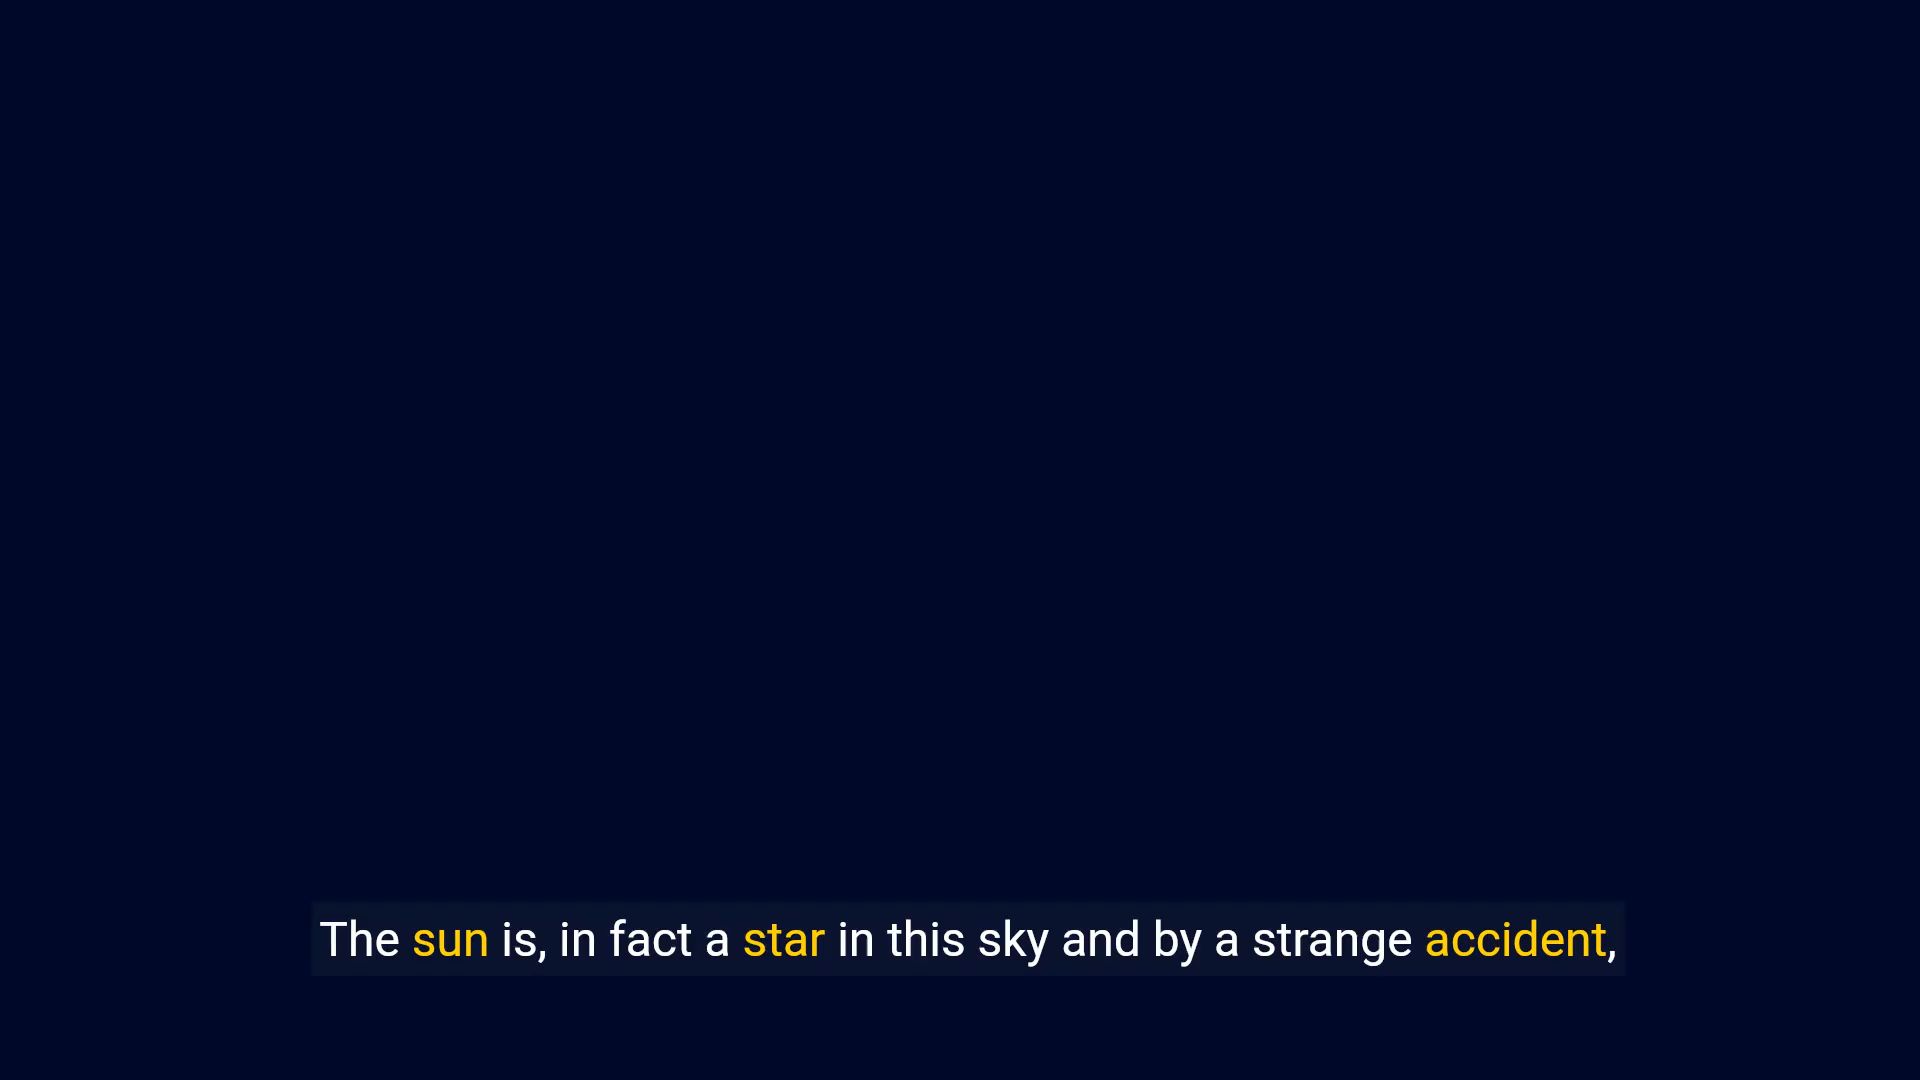 The sun is, in fact a star in this sky and by a strange accident,